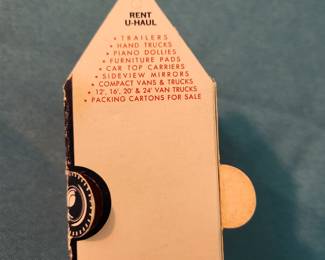 RENT
U-HAUL
• TRAILERS
• HAND TRUCKS
• PIANO DOLLIES
• FURNITURE PADS
• CAR TOP CARRIERS
• SIDEVIEW MIRRORS
• COMPACT VANS & TRUCKS
• 12', 16', 20' & 24' VAN TRUCKS
• PACKING CARTONS FOR SALE